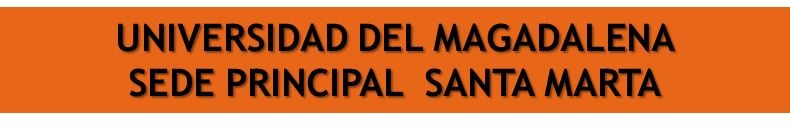 UNIVERSIDAD DEL MAGADALENA
SEDE PRINCIPAL  SANTA MARTA